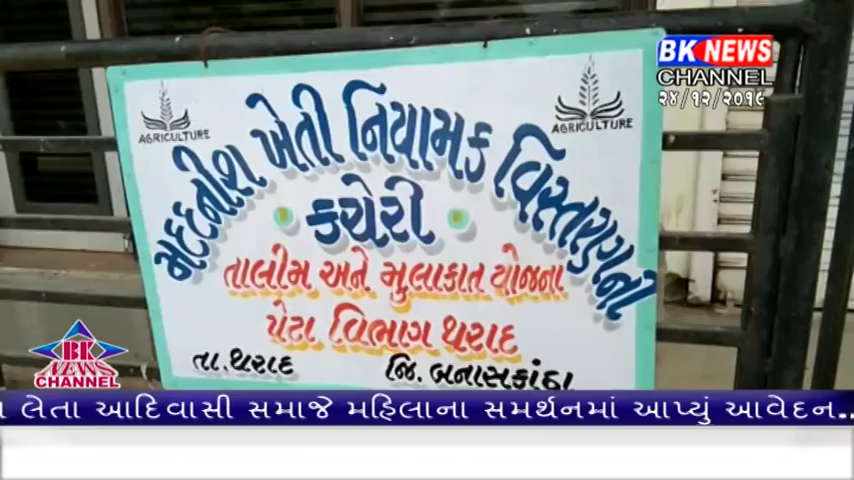 BK NEWS
CHANNEL
૨૪/૧૨/૨૦૧૯
AGRICULTURE
AGRICULTURE
મદદનીશ ખેતી નિયામક વિસ્તરણની
કચેરી
તાલીમ અને મુલાકાત યોજના
પેટા વિભાગ થરાદ
તા. થરાદ જિ. બનાસકાંઠા
BK
NEWS
CHANNEL
લેતા આદિવાસી સમાજે મહિલાના સમર્થનમાં આપ્યું આવેદન..